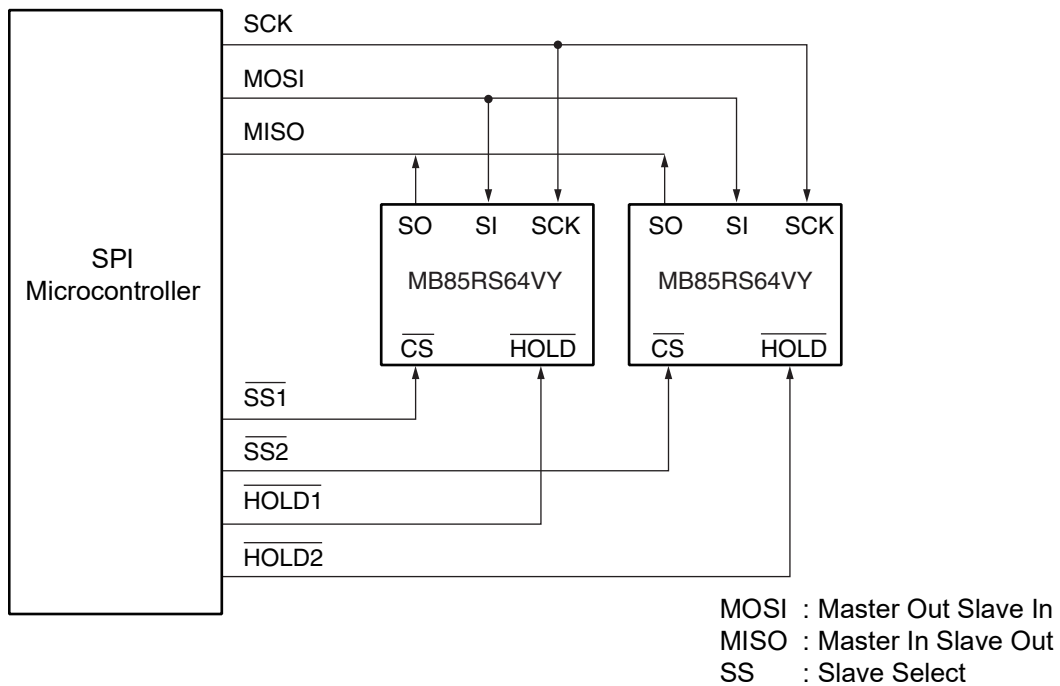 SCK
MOSI
MISO
SPI
Microcontroller
SO SI SCK
MB85RS64VY
CS HOLD
SO SI SCK
MB85RS64VY
CS HOLD
SS1
SS2
HOLD1
HOLD2
MOSI : Master Out Slave In
MISO : Master In Slave Out
SS : Slave Select